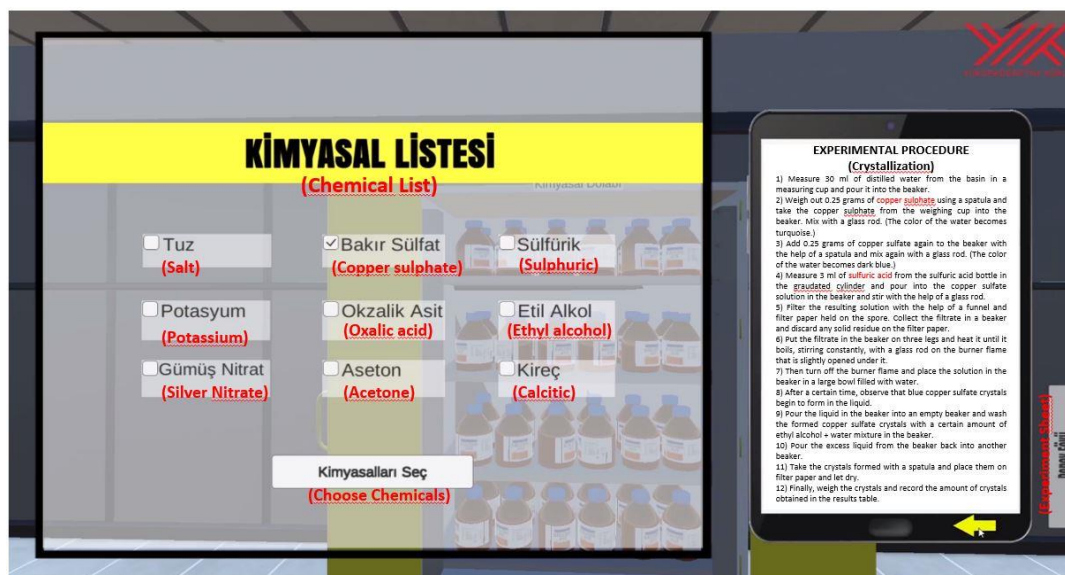 KİMYASAL LİSTESİ
(Chemical List)
Kimyasal Dolabı
Tuz
(Salt)
Bakır Sülfat
(Copper sulphate)
Sülfürik
(Sulphuric)
Potasyum
(Potassium)
Okzalik Asit
(Oxalic acid)
Etil Alkol
(Ethyl alcohol)
Gümüş Nitrat
(Silver Nitrate)
Aseton
(Acetone)
Kireç
(Calcitic)
Kimyasalları Seç
(Choose Chemicals)
EXPERIMENTAL PROCEDURE
(Crystallization)
1) Measure 30 ml of distilled water from the basin in a
measuring cup and pour it into the beaker.
2) Weigh out 0.25 grams of copper sulphate using a spatula and
take the copper sulphate from the weighing cup into the
beaker. Mix with a glass rod. (The color of the water becomes
turquoise.)
3) Add 0.25 grams of copper sulfate again to the beaker with
the help of a spatula and mix again with a glass rod. (The color
of the water becomes dark blue.)
4) Measure 3 ml of sulfuric acid from the sulfuric acid bottle in
the graudated cylinder and pour into the copper sulfate
solution in the beaker and stir with the help of a glass rod.
5) Filter the resulting solution with the help of a funnel and
filter paper held on the spore. Collect the filtrate in a beaker
and discard any solid residue on the filter paper.
6) Put the filtrate in the beaker on three legs and heat it until it
boils, stirring constantly, with a glass rod on the burner flame
that is slightly opened under it.
7) Then turn off the burner flame and place the solution in the
beaker in a large bowl filled with water.
8) After a certain time, observe that blue copper sulfate crystals
begin to form in the liquid.
9) Pour the liquid in the beaker into an empty beaker and wash
the formed copper sulfate crystals with a certain amount of
ethyl alcohol + water mixture in the beaker.
10) Pour the excess liquid from the beaker back into another
beaker.
11) Take the crystals formed with a spatula and place them on
filter paper and let dry.
12) Finally, weigh the crystals and record the amount of crystals
obtained in the results table.
(Experiment Sheet)